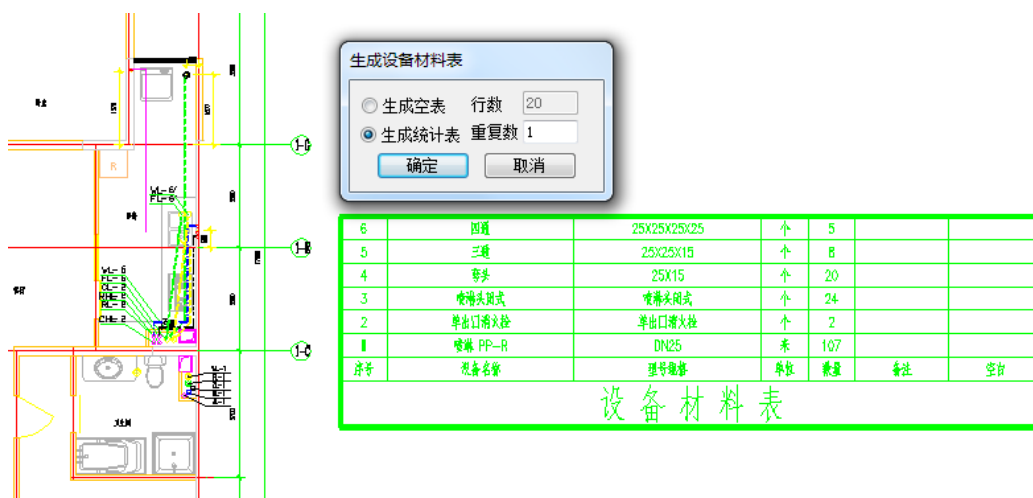 生成设备材料表
生成空表 行数 20
生成统计表 重复数 1
确定 取消
6 四通 25X25X25X25 个 5
5 三通 25X25X15 个 8
4 弯头 25X15 个 20
3 喷淋头闭式 喷淋头闭式 个 24
2 单出口消火栓 单出口消火栓 个 2
1 喷淋 PP-R DN25 米 107
序号 设备名称 型号规格 单位 数量 备注 空白
设备材料表
1-D
R
WL-6/
FL-6/
1-B
WL-6
FL-6
CL-2
RL-2
1-C
卫生间